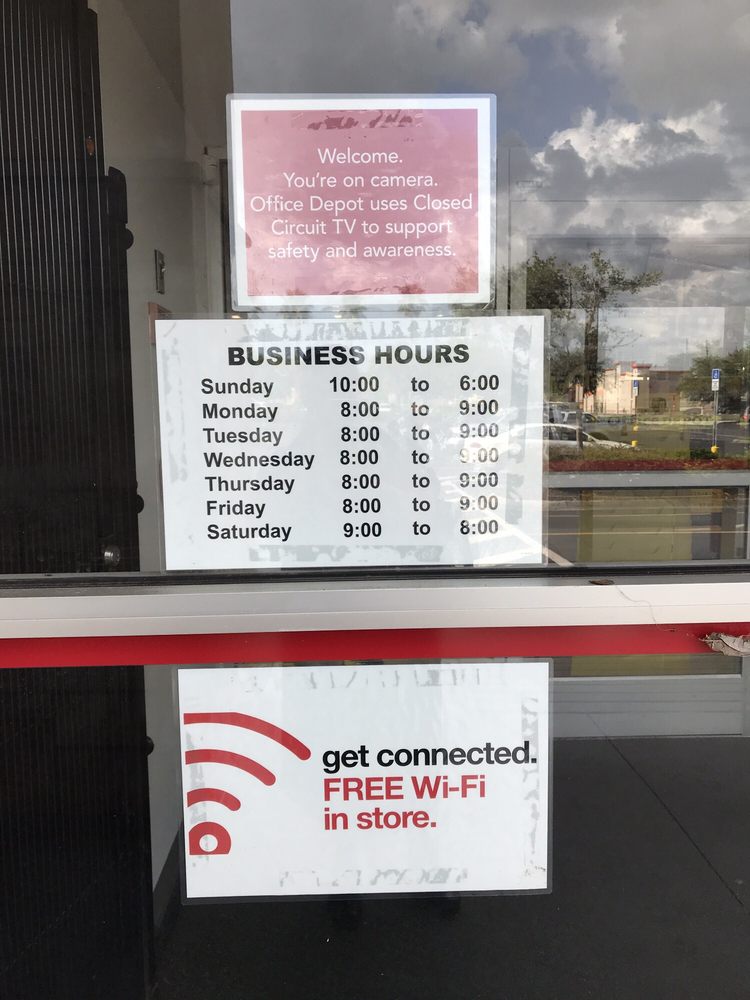 Welcome.
You're on camera.
Office Depot uses Closed
Circuit TV to support
safety and awareness.
BUSINESS HOURS
Sunday 10:00 to 6:00
Monday 8:00 to 9:00
Tuesday 8:00 to 9:00
Wednesday 8:00 to 9:00
Thursday 8:00 to 9:00
Friday 8:00 to 9:00
Saturday 9:00 to 8:00
get connected.
FREE Wi-Fi
in store.